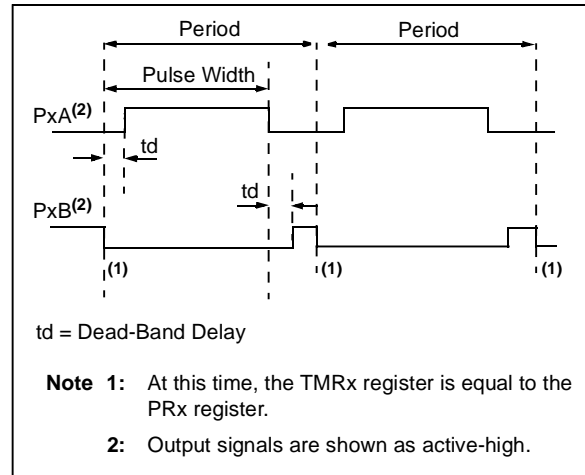 Period
Period
Pulse Width
PxA(2)
td
td
PxB(2)
(1)
(1)
(1)
td = Dead-Band Delay
Note 1: At this time, the TMRx register is equal to the
PRx register.
2: Output signals are shown as active-high.